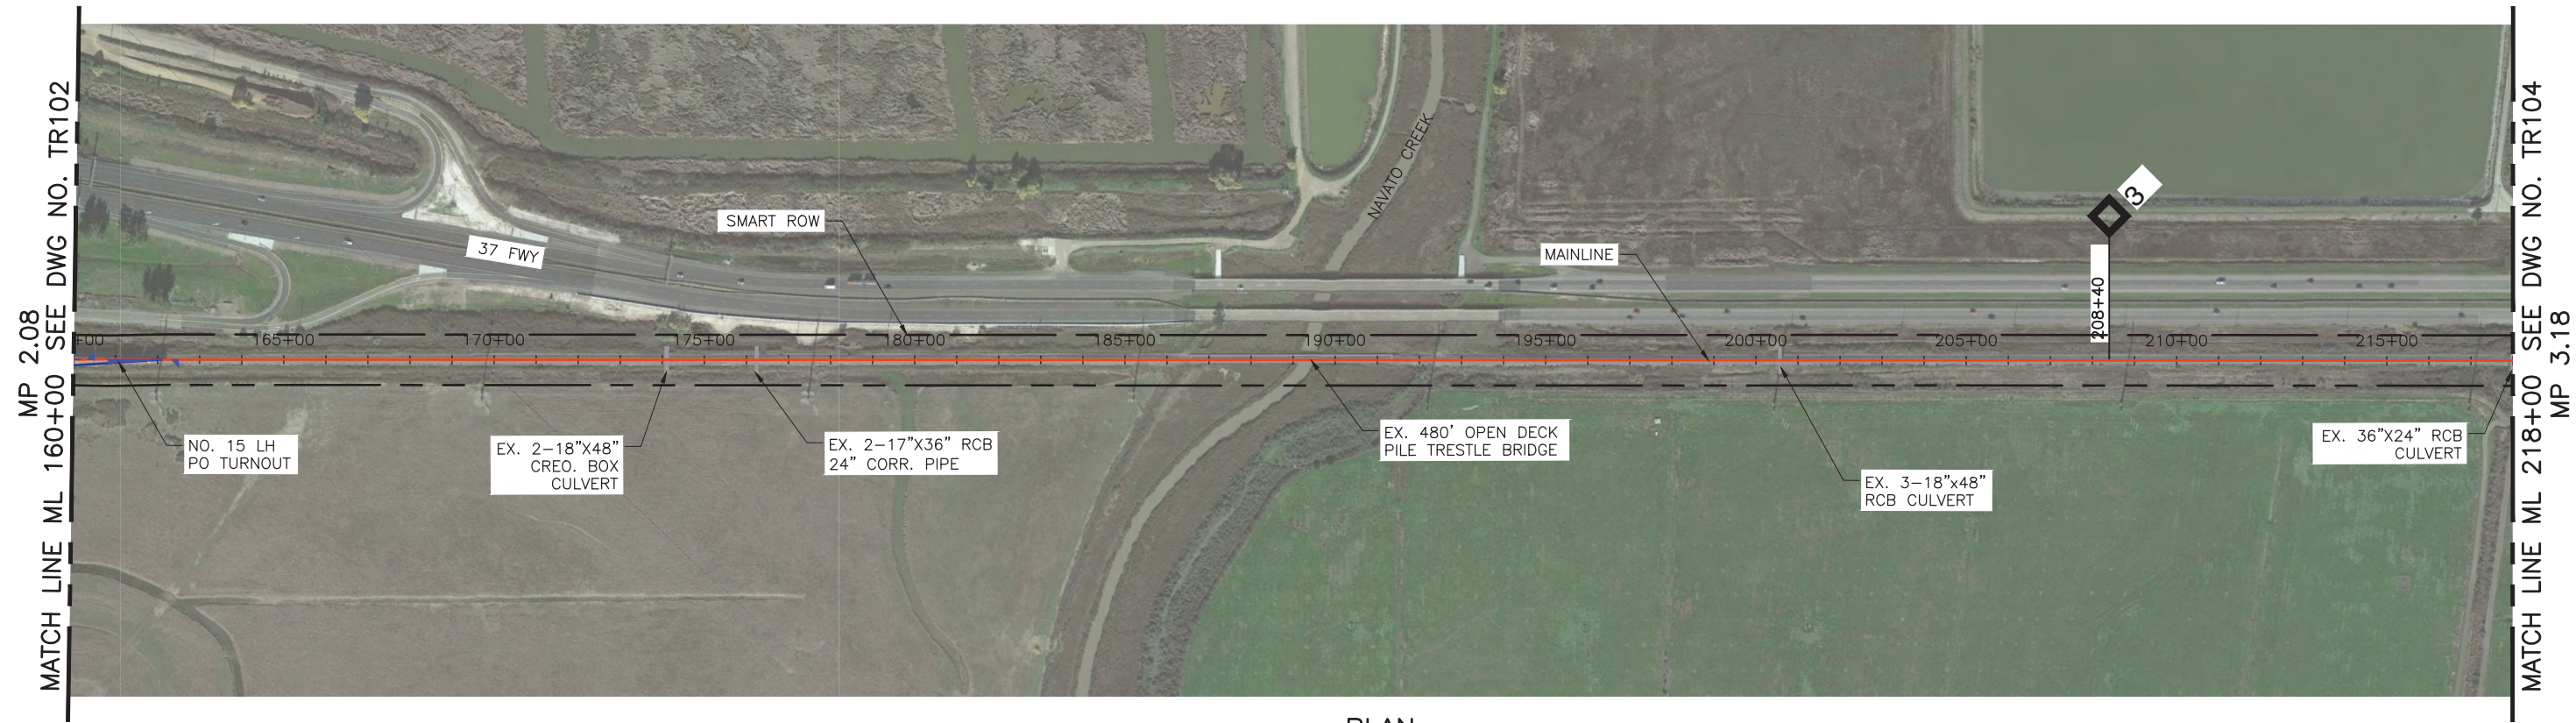 MP 2.08
MATCH LINE ML 160+00 SEE DWG NO. TR102
37 FWY
SMART ROW
NAVATO CREEK
MAINLINE
3
208+40
+00 165+00 170+00 175+00 180+00 185+00 190+00 195+00 200+00 205+00 210+00 215+00
NO. 15 LH
PO TURNOUT
EX. 2-18"X48"
CREO. BOX
CULVERT
EX. 2-17"X36" RCB
24" CORR. PIPE
EX. 480' OPEN DECK
PILE TRESTLE BRIDGE
EX. 3-18"x48"
RCB CULVERT
EX. 36"X24" RCB
CULVERT
MATCH LINE ML 218+00 SEE DWG NO. TR104
MP 3.18
PLAN